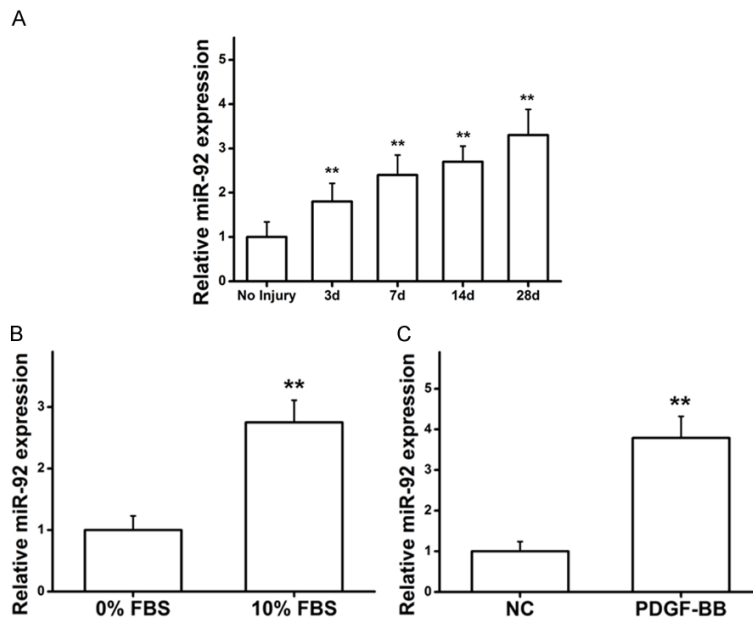 A
Relative miR-92 expression
5
4
3
2
1
0
**
**
**
**
No Injury 3d 7d 14d 28d
B
Relative miR-92 expression
3
2
1
0
**
0% FBS 10% FBS
C
Relative miR-92 expression
5
4
3
2
1
0
**
NC PDGF-BB